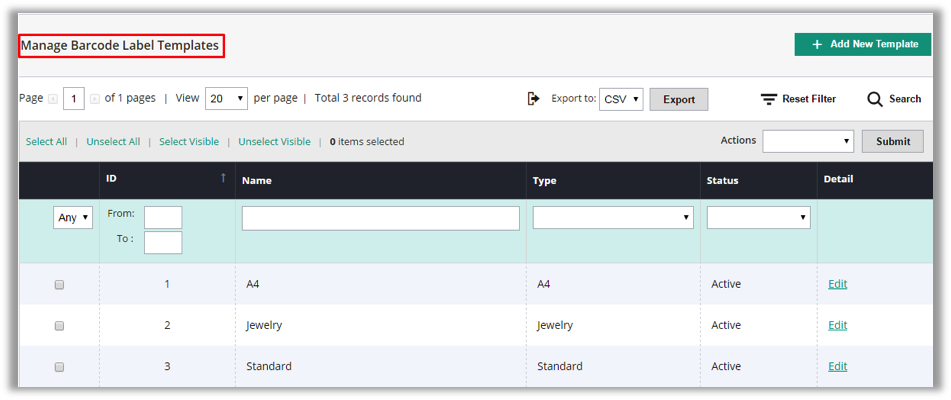 Manage Barcode Label Templates
+ Add New Template
Page 1 of 1 pages | View 20 per page | Total 3 records found
Export to: CSV Export Reset Filter Search
Select All | Unselect All | Select Visible | Unselect Visible | 0 items selected
Actions Submit
ID ↑ Name Type Status Detail
Any From:
To :
1 A4 A4 Active Edit
2 Jewelry Jewelry Active Edit
3 Standard Standard Active Edit